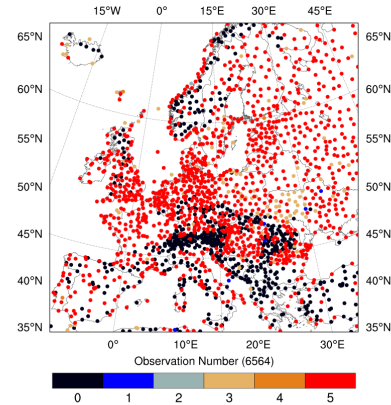 15°W 0° 15°E 30°E 45°E
65°N 65°N
60°N 60°N
55°N 55°N
50°N 50°N
45°N 45°N
40°N 40°N
35°N 35°N
0° 10°E 20°E 30°E
Observation Number (6564)
0 1 2 3 4 5